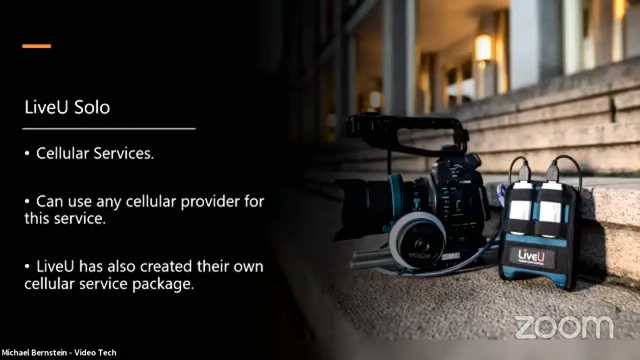 LiveU Solo
• Cellular Services.
• Can use any cellular provider for
this service.
• LiveU has also created their own
cellular service package.
LiveU
zoom
Michael Bernstein - Video Tech